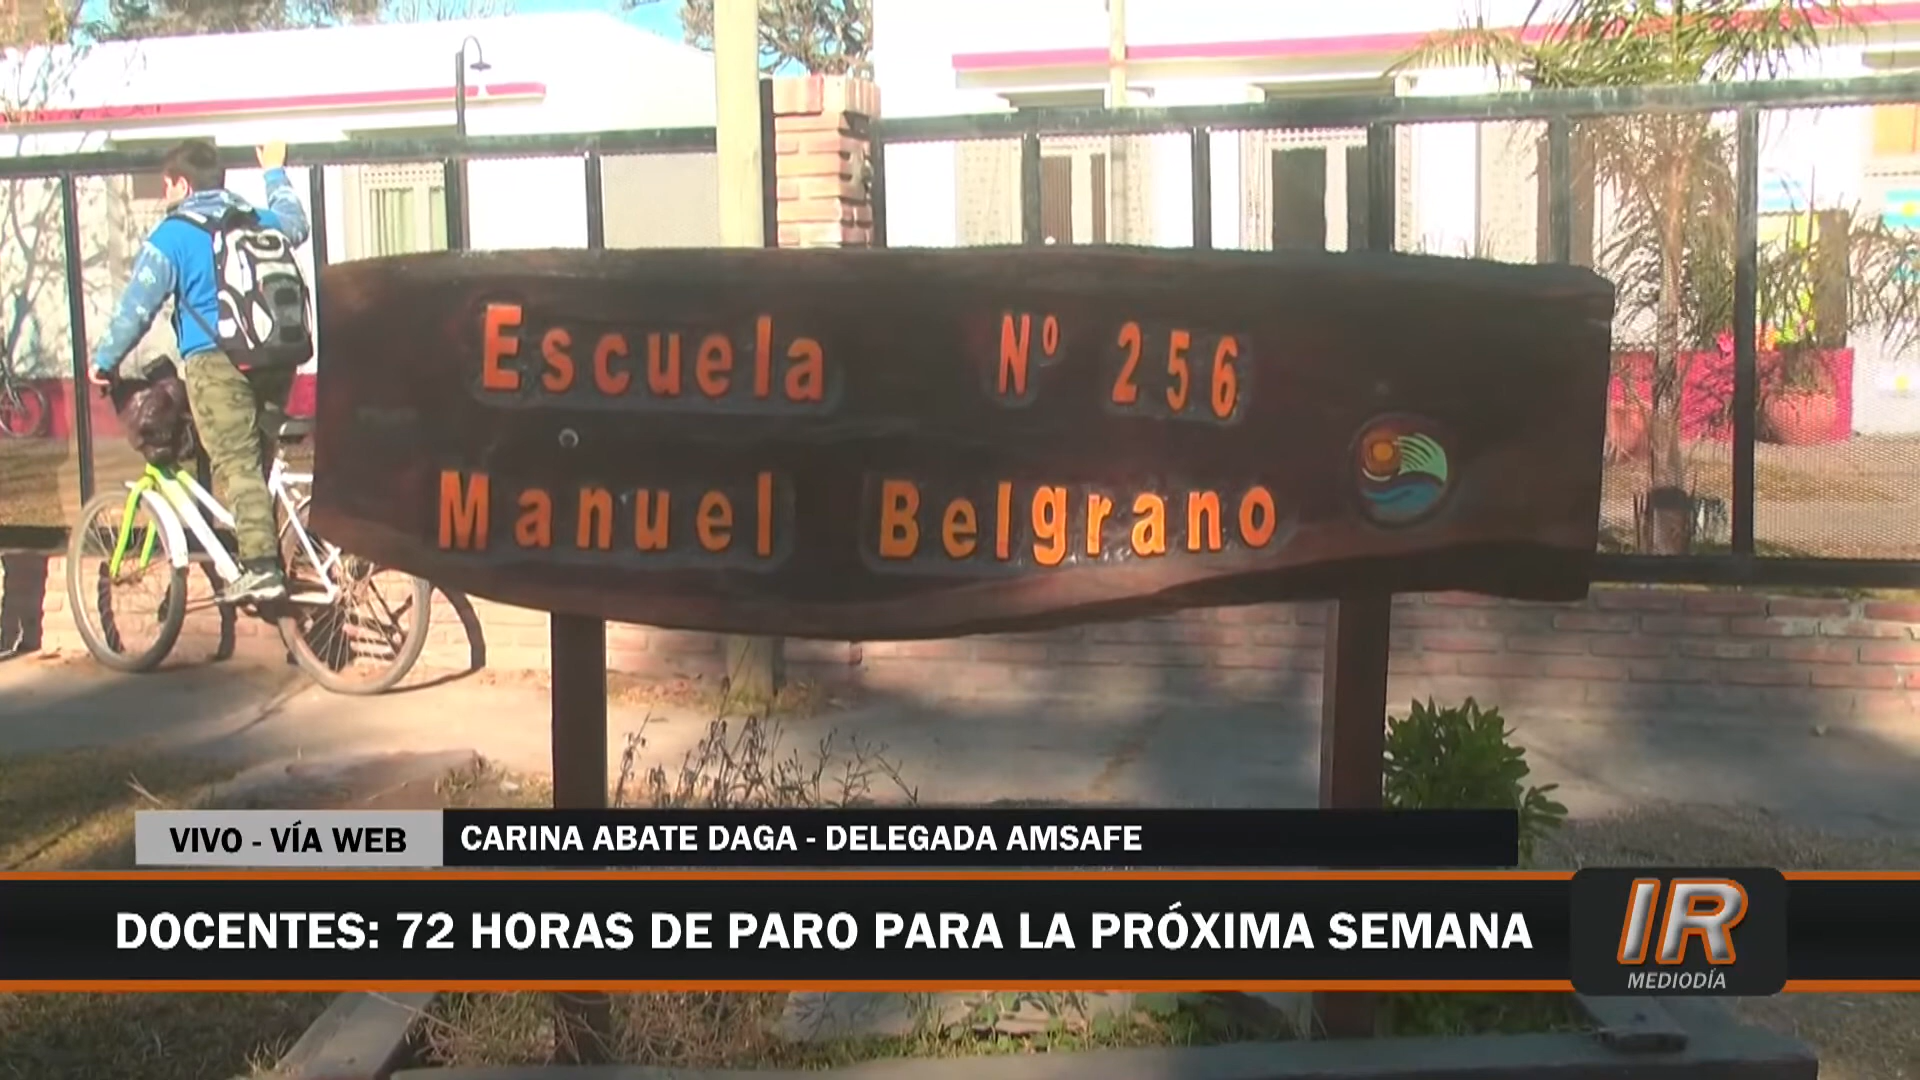 Escuela Nº 256
Manuel Belgrano
VIVO - VÍA WEB
CARINA ABATE DAGA - DELEGADA AMSAFE
DOCENTES: 72 HORAS DE PARO PARA LA PRÓXIMA SEMANA
IR
MEDIODÍA